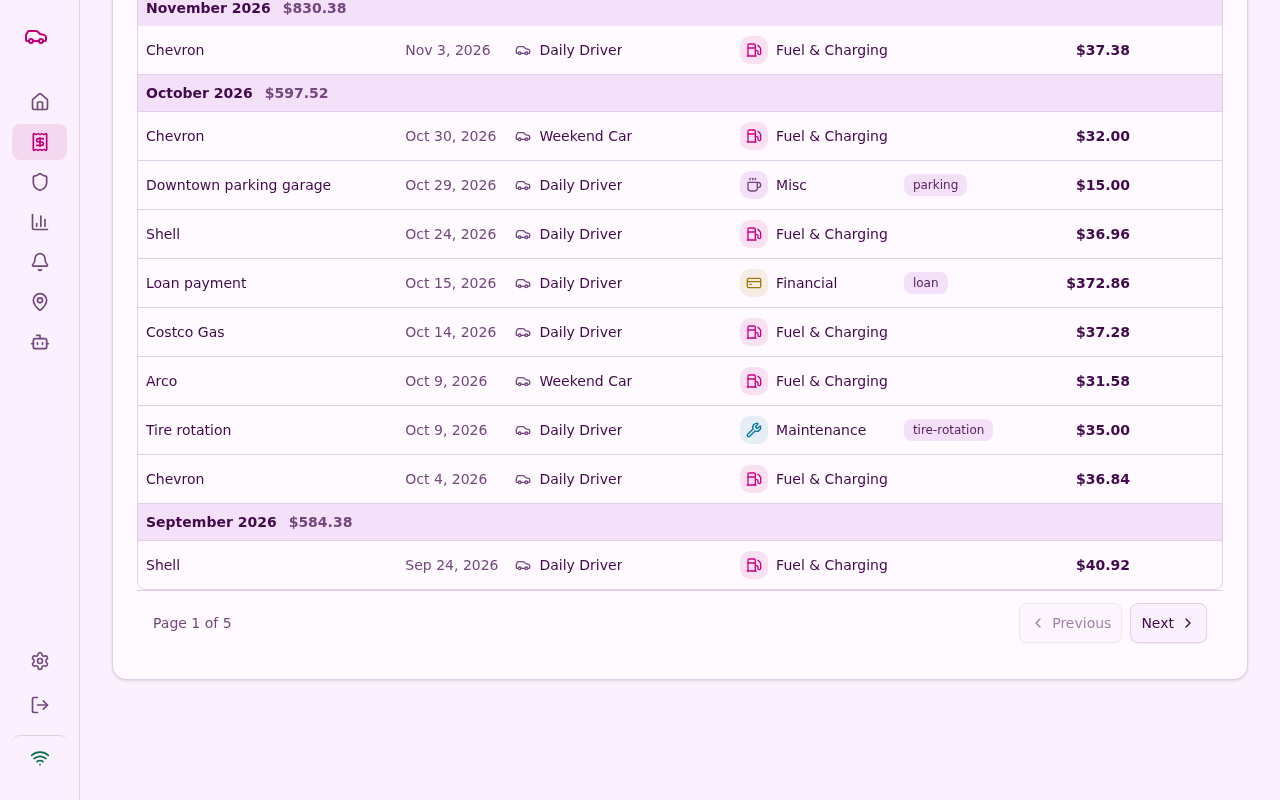 November 2026 $830.38
Chevron Nov 3, 2026 Daily Driver Fuel & Charging $37.38
October 2026 $597.52
Chevron Oct 30, 2026 Weekend Car Fuel & Charging $32.00
Downtown parking garage Oct 29, 2026 Daily Driver Misc parking $15.00
Shell Oct 24, 2026 Daily Driver Fuel & Charging $36.96
Loan payment Oct 15, 2026 Daily Driver Financial loan $372.86
Costco Gas Oct 14, 2026 Daily Driver Fuel & Charging $37.28
Arco Oct 9, 2026 Weekend Car Fuel & Charging $31.58
Tire rotation Oct 9, 2026 Daily Driver Maintenance tire-rotation $35.00
Chevron Oct 4, 2026 Daily Driver Fuel & Charging $36.84
September 2026 $584.38
Shell Sep 24, 2026 Daily Driver Fuel & Charging $40.92
Page 1 of 5 Previous Next